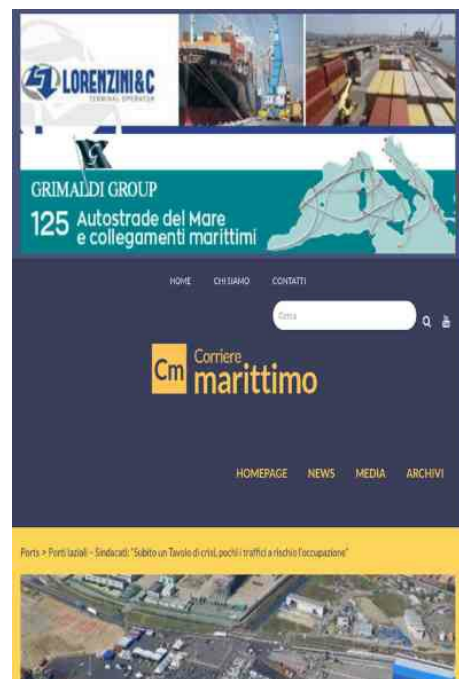 LORENZINI&C
TERMINAL OPERATOR
GRIMALDI GROUP
125 Autostrade del Mare
e collegamenti marittimi
HOME CHI SIAMO CONTATTI
Cerca
Cm Corriere
marittimo
HOMEPAGE NEWS MEDIA ARCHIVI
Ports > Porti laziali – Sindacati: "Subito un Tavolo di crisi, pochi i traffici a rischio l'occupazione"